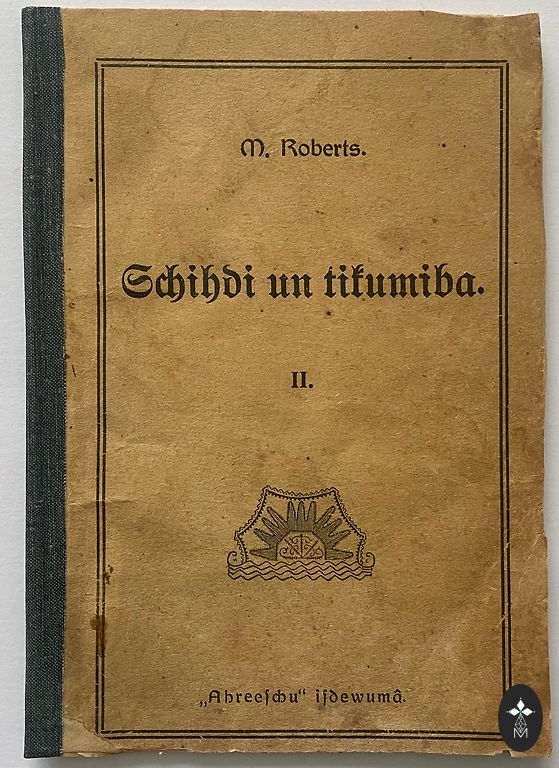 M. Roberts.
Schihdi un tikumiba.
II.
„Ahreeſchu“ iſdewumâ.